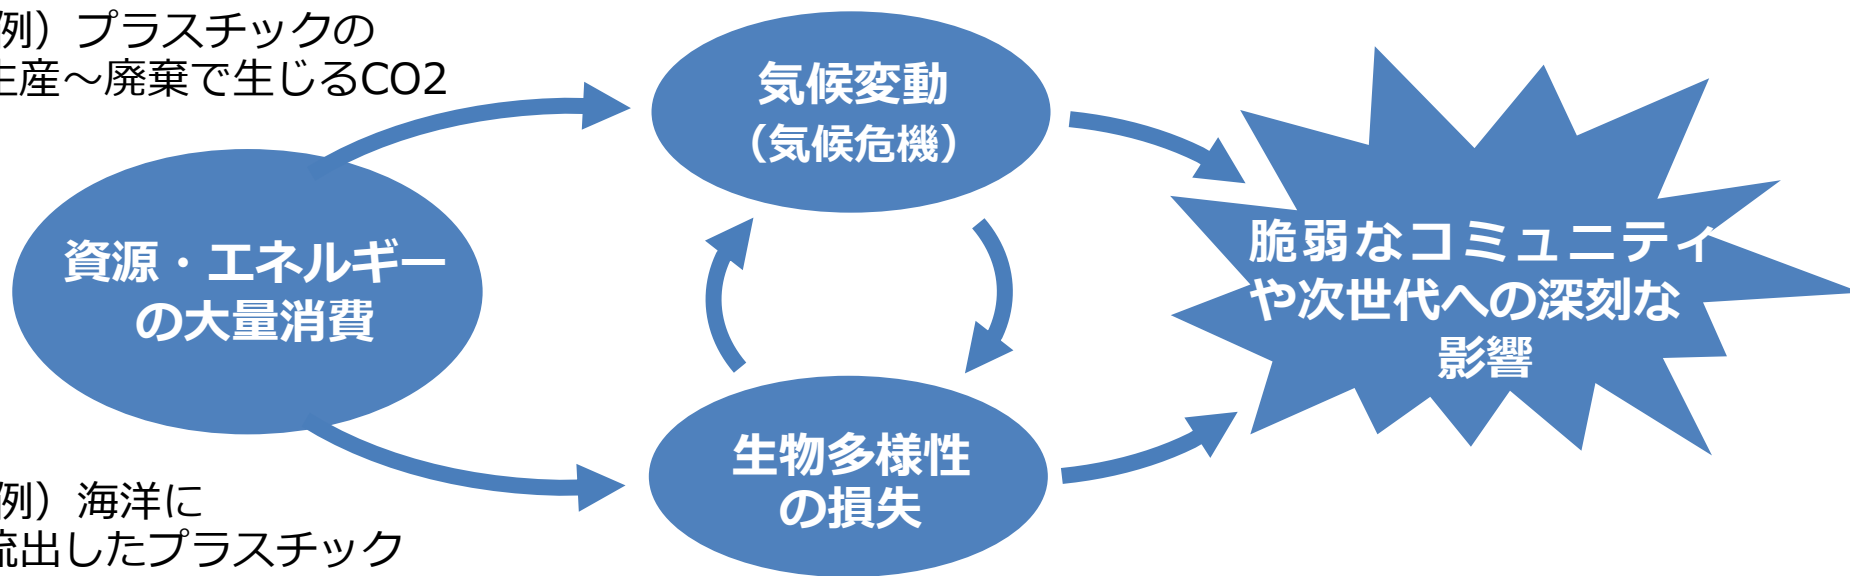 例）プラスチックの
生産～廃棄で生じるCO2
気候変動
（気候危機）
資源・エネルギー
の大量消費
脆弱なコミュニティ
や次世代への深刻な
影響
生物多様性
の損失
例）海洋に
流出したプラスチック